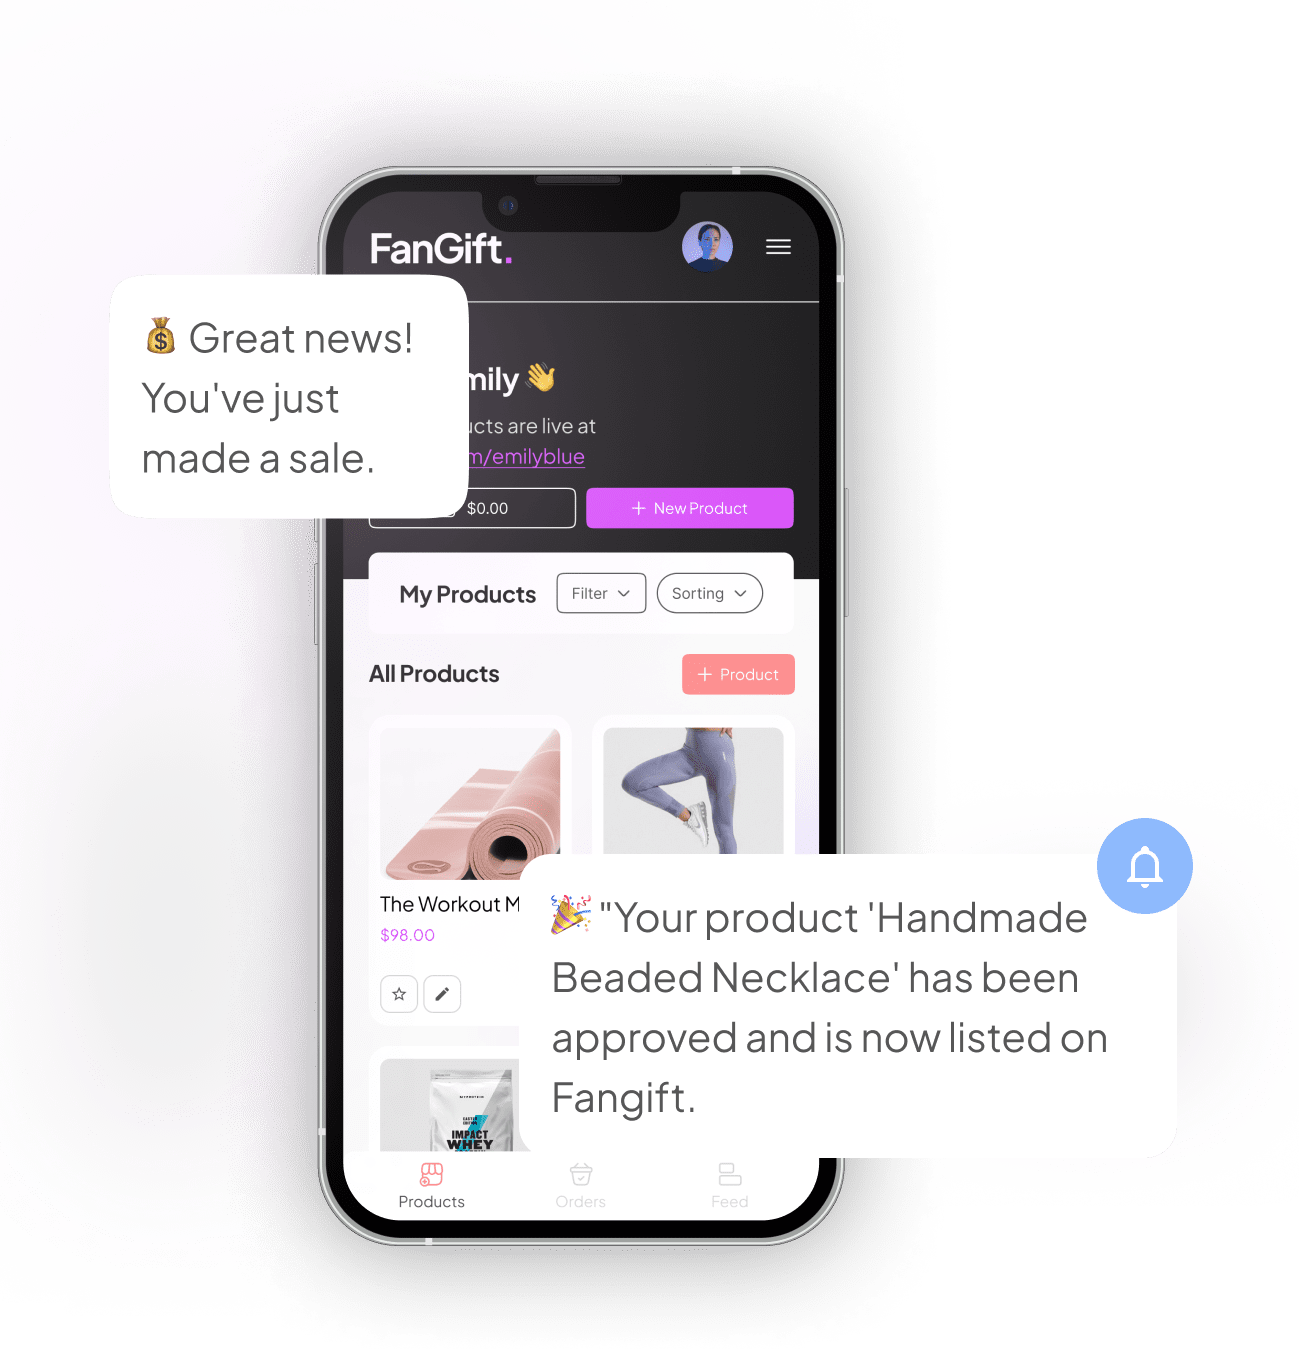 FanGift.
💰 Great news!
You've just
made a sale.
mily 👋
ucts are live at
m/emilyblue
$0.00
+ New Product
My Products
Filter
Sorting
All Products
+ Product
The Workout M
$98.00
🎉 "Your product 'Handmade
Beaded Necklace' has been
approved and is now listed on
Fangift.
MYPROTEIN
IMPACT
WHEY
Products
Orders
Feed